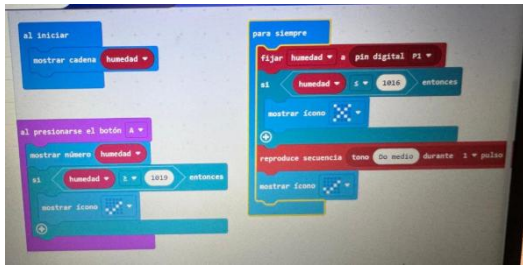 al iniciar
mostrar cadena humedad
al presionarse el botón A
mostrar número humedad
si humedad ≥ 1019 entonces
mostrar ícono
para siempre
fijar humedad a pin digital P1
si humedad ≤ 1016 entonces
mostrar ícono
reproduce secuencia tono Do medio durante 1 pulso
mostrar ícono